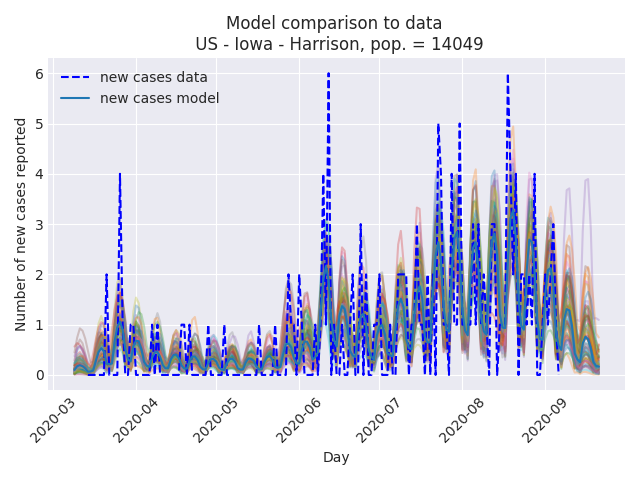 Model comparison to data
US - Iowa - Harrison, pop. = 14049
new cases data
new cases model
Number of new cases reported
6
5
4
3
2
1
0
2020-03
2020-04
2020-05
2020-06
2020-07
2020-08
2020-09
Day